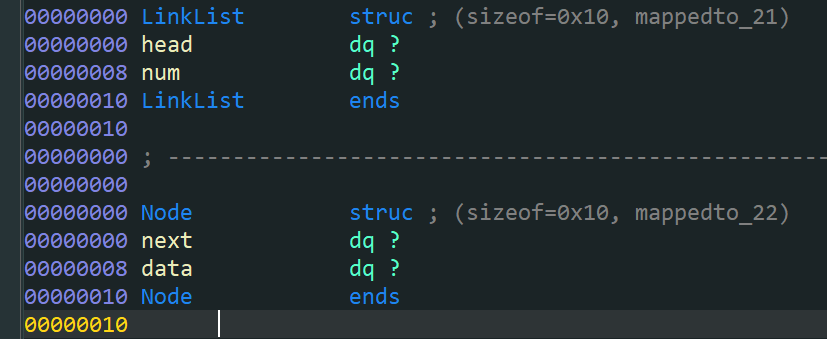 00000000 LinkList        struc ; (sizeof=0x10, mappedto_21)
00000000 head            dq ?
00000008 num             dq ?
00000010 LinkList        ends
00000010
00000000 ; ---------------------------------------------------
00000000
00000000 Node            struc ; (sizeof=0x10, mappedto_22)
00000000 next            dq ?
00000008 data            dq ?
00000010 Node            ends
00000010